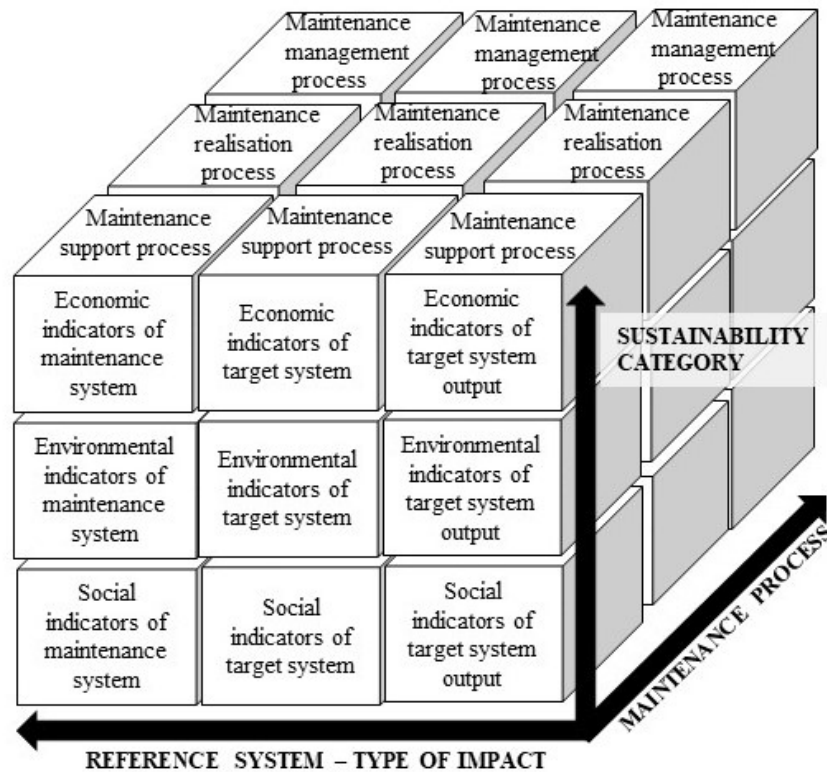 Maintenance
management
process
Maintenance
management
process
Maintenance
management
process
Maintenance
realisation
process
Maintenance
realisation
process
Maintenance
realisation
process
Maintenance
support process
Maintenance
support process
Maintenance
support process
Economic
indicators of
maintenance
system
Economic
indicators of
target system
Economic
indicators of
target system
output
SUSTAINABILITY
CATEGORY
Environmental
indicators of
maintenance
system
Environmental
indicators of
target system
Environmental
indicators of
target system
output
Social
indicators of
maintenance
system
Social
indicators of
target system
Social
indicators of
target system
output
MAINTENANCE PROCESS
REFERENCE SYSTEM – TYPE OF IMPACT